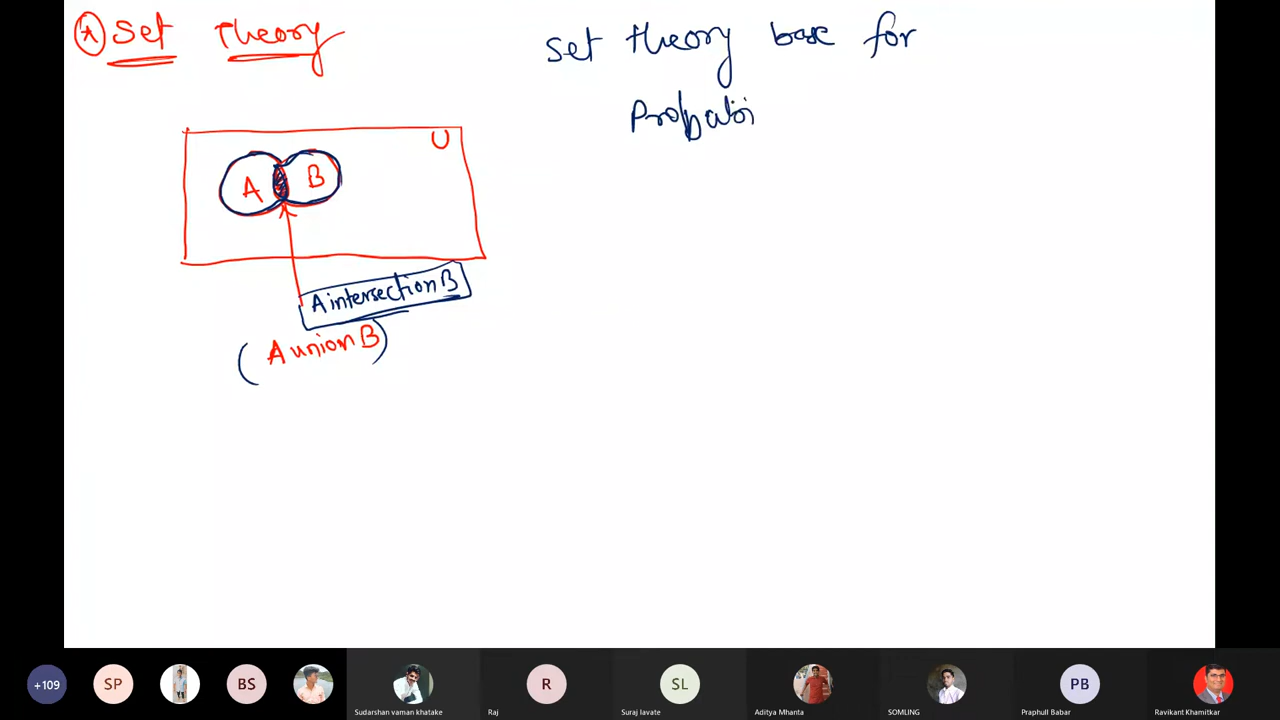 Set Theory
Set theory base for
Probabi
U
A B
A intersection B
(A union B)
+109
SP
BS
R
SL
PB
Sudarshan vaman khatake
Raj
Suraj Javate
Aditya Mhanta
SOMLING
Praphull Babar
Ravikant Khamitkar